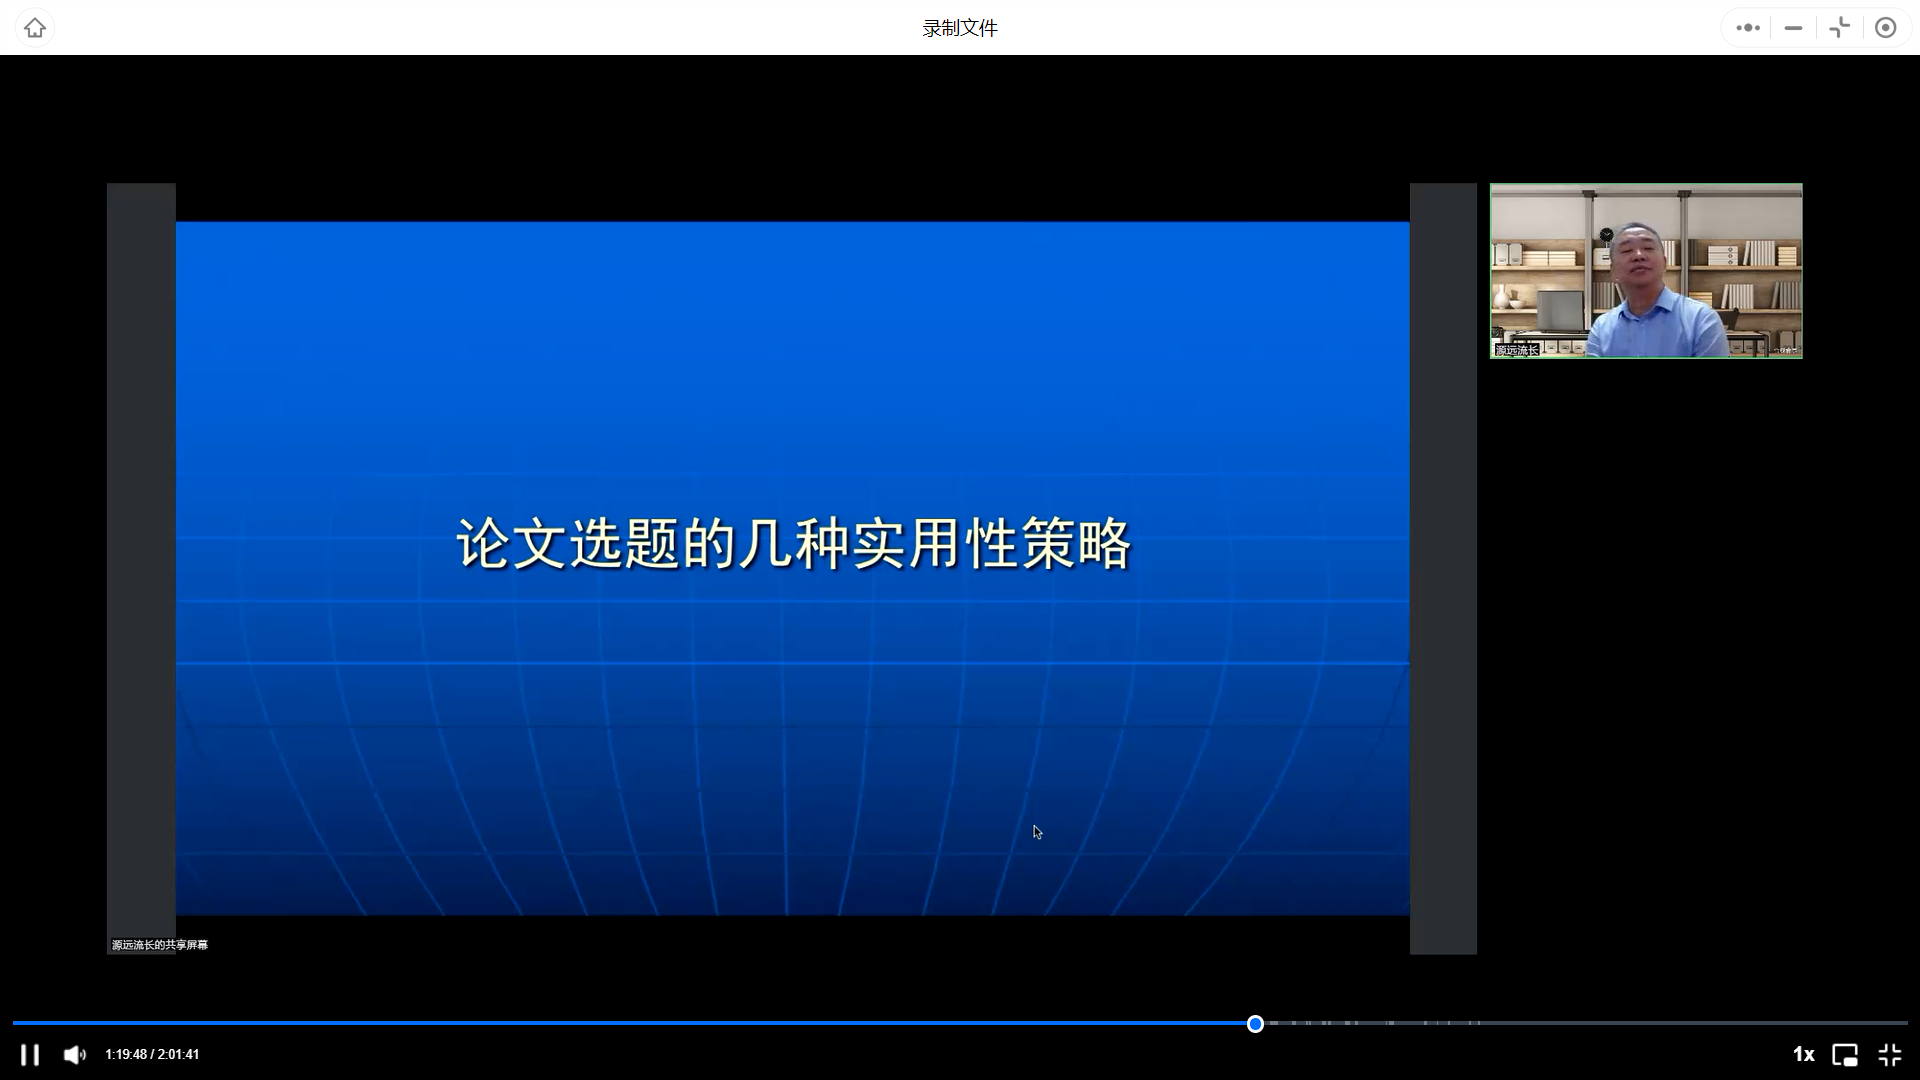 录制文件
论文选题的几种实用性策略
源远流长
源远流长的共享屏幕
1:19:48 / 2:01:41
1x